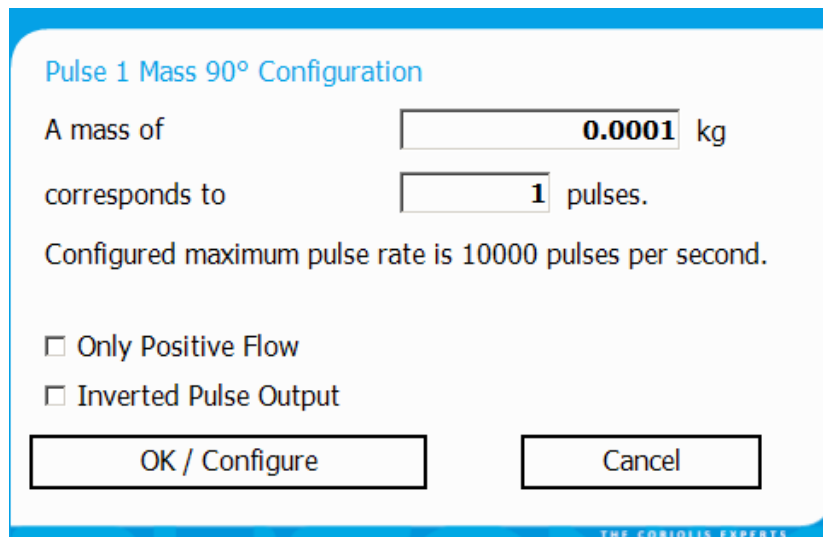 Pulse 1 Mass 90° Configuration
A mass of 0.0001 kg
corresponds to 1 pulses.
Configured maximum pulse rate is 10000 pulses per second.
Only Positive Flow
Inverted Pulse Output
OK / Configure Cancel
THE CORIOLIS EXPERTS